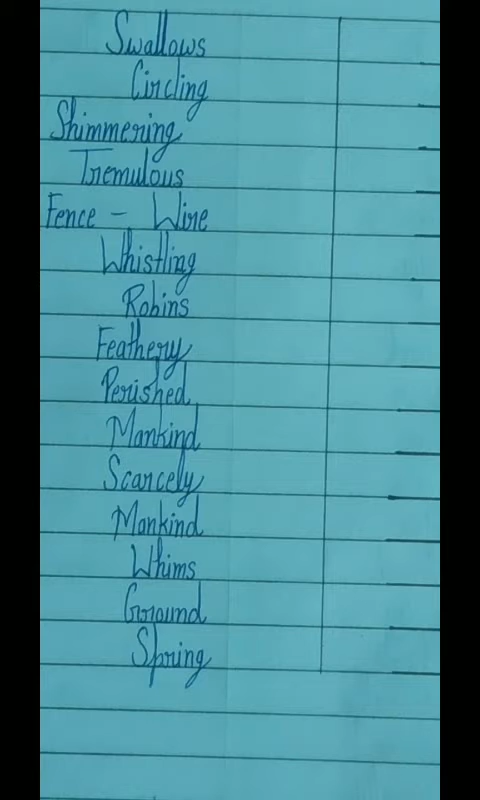 Swallows
Circling
Shimmering
Tremulous
Fence - Wire
Whistling
Robins
Feathery
Perished
Mankind
Scarcely
Mankind
Whims
Ground
Spring